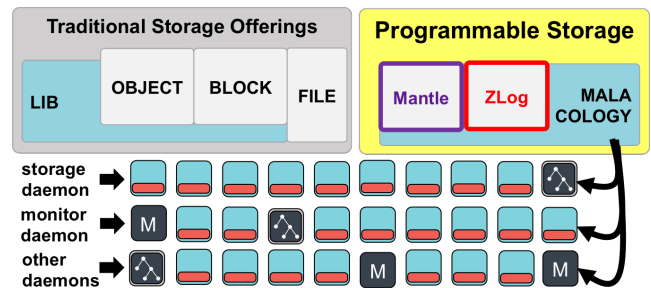 Traditional Storage Offerings
LIB
OBJECT
BLOCK
FILE
Programmable Storage
Mantle
ZLog
MALA
COLOGY
storage
daemon
monitor
daemon
M
other
daemons
M
M